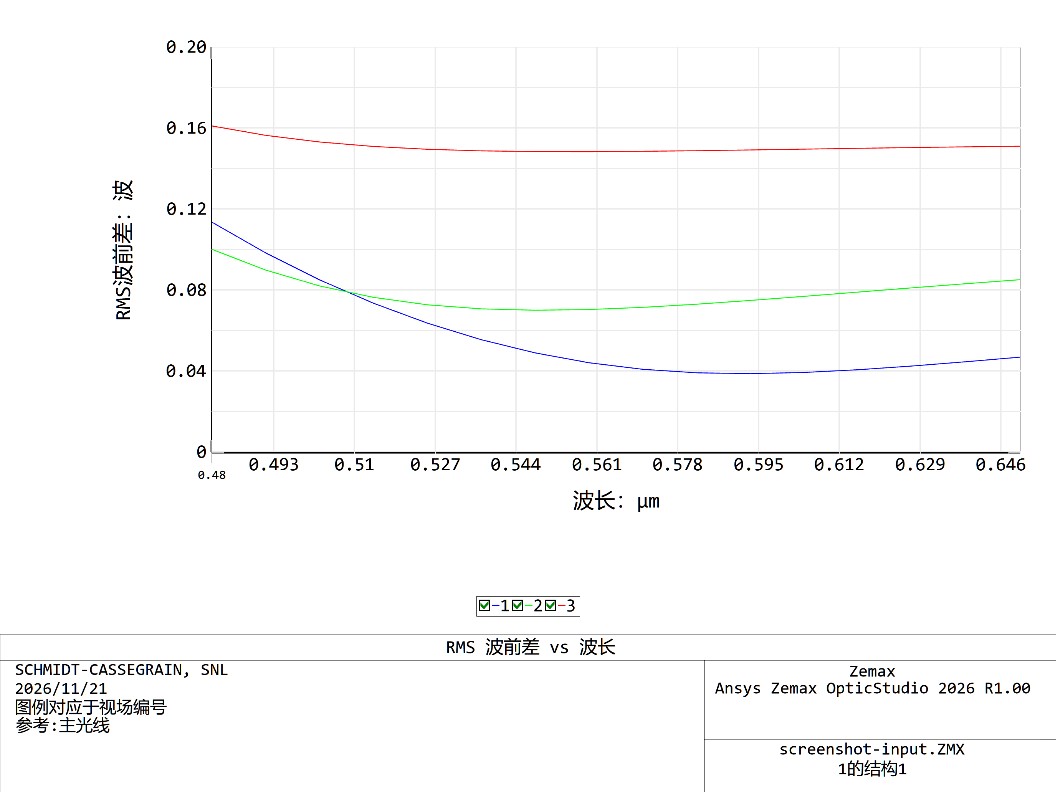 0.20
0.16
0.12
0.08
0.04
0
RMS波前差: 波
0.48
0.493 0.51 0.527 0.544 0.561 0.578 0.595 0.612 0.629 0.646
波长: μm
1 2 3
RMS 波前差 vs 波长
SCHMIDT-CASSEGRAIN, SNL
2026/11/21
图例对应于视场编号
参考:主光线
Zemax
Ansys Zemax OpticStudio 2026 R1.00
screenshot-input.ZMX
1的结构1